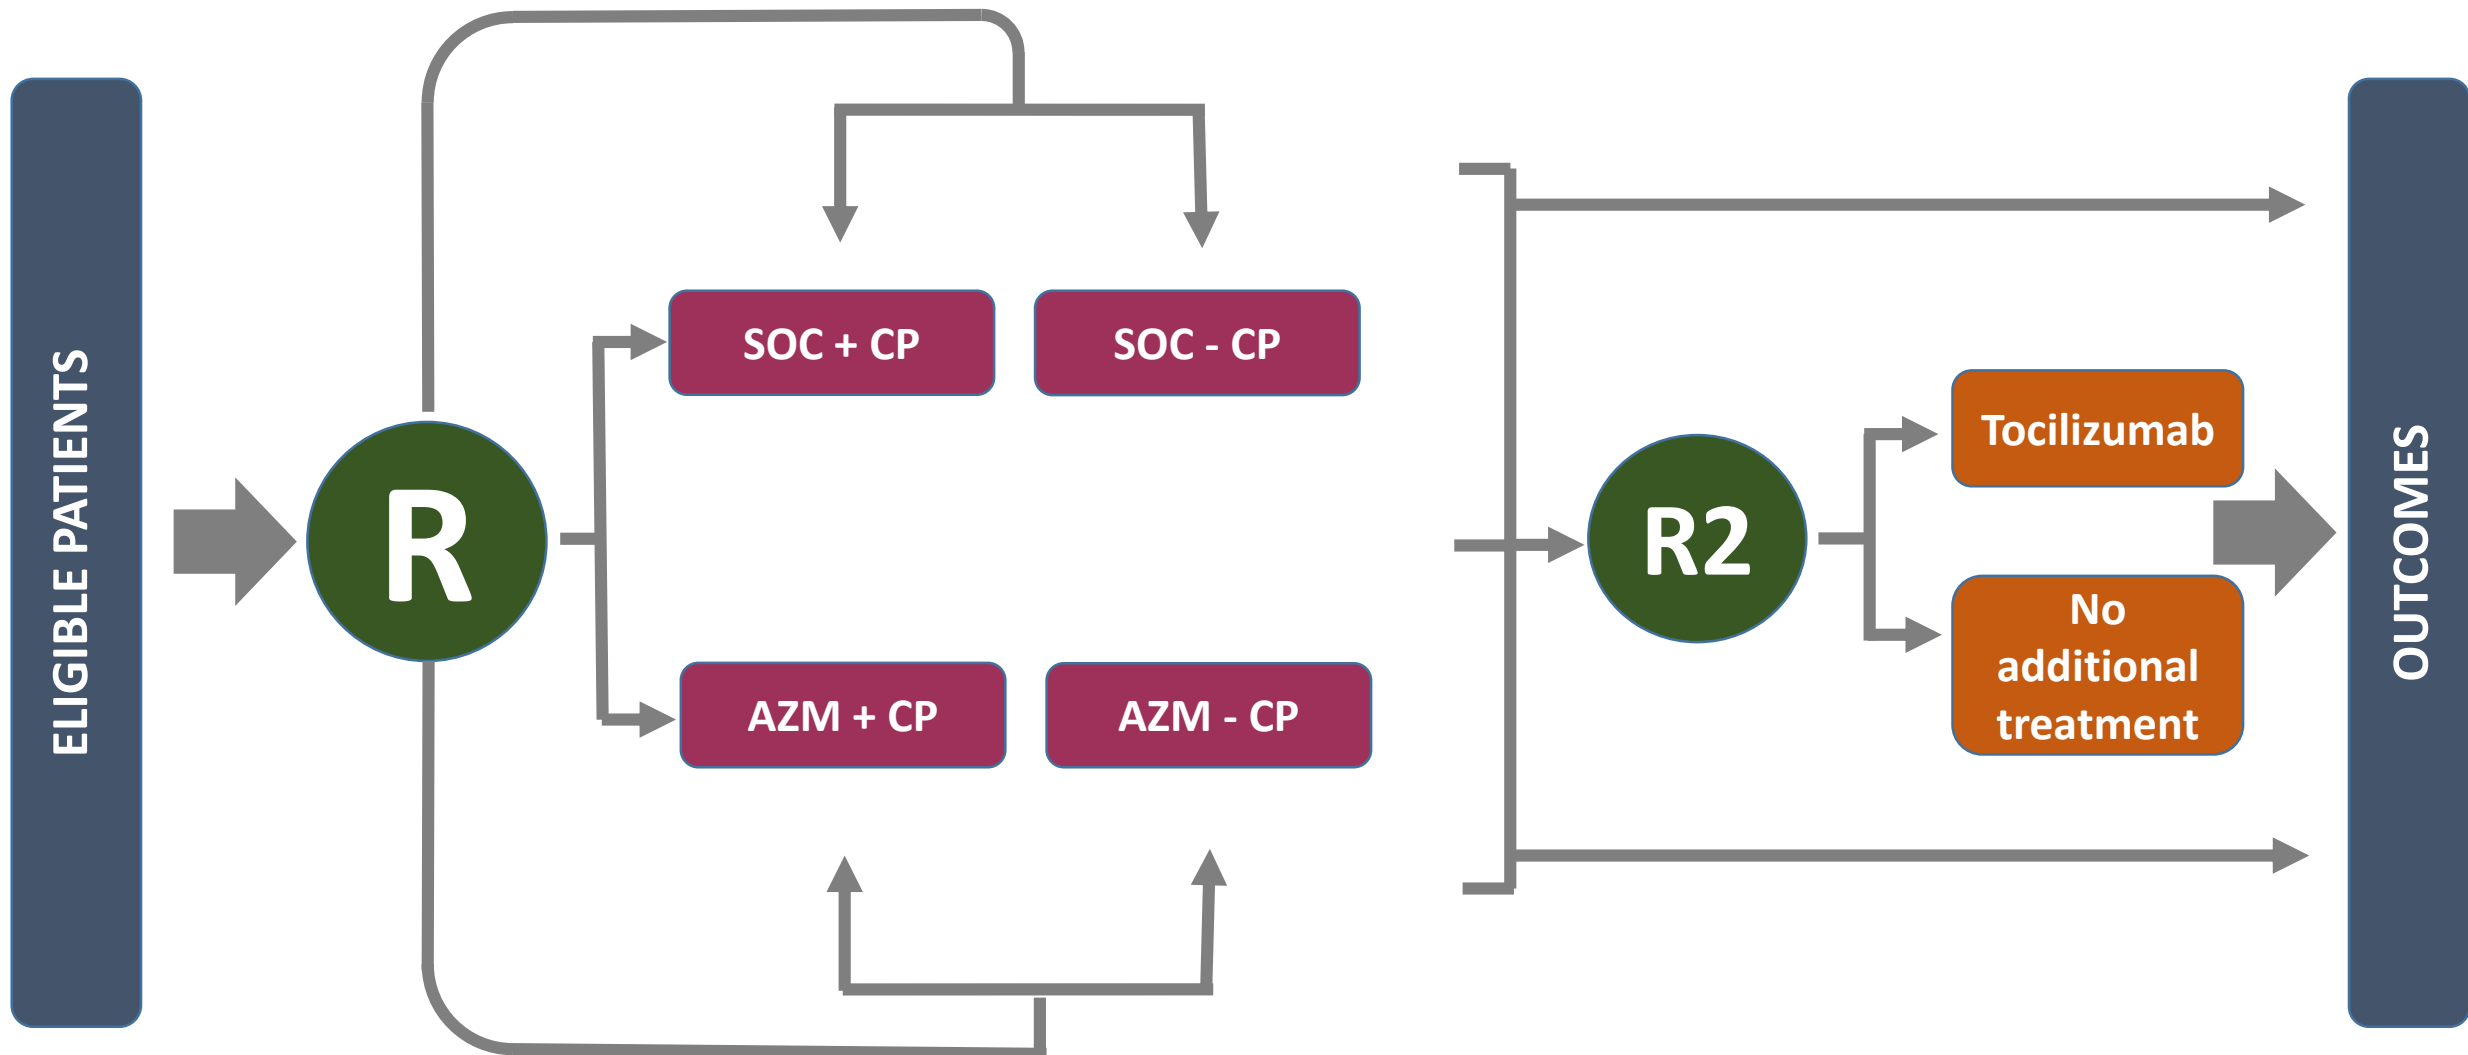 ELIGIBLE PATIENTS
R
SOC + CP
SOC - CP
AZM + CP
AZM - CP
R2
Tocilizumab
No
additional
treatment
OUTCOMES